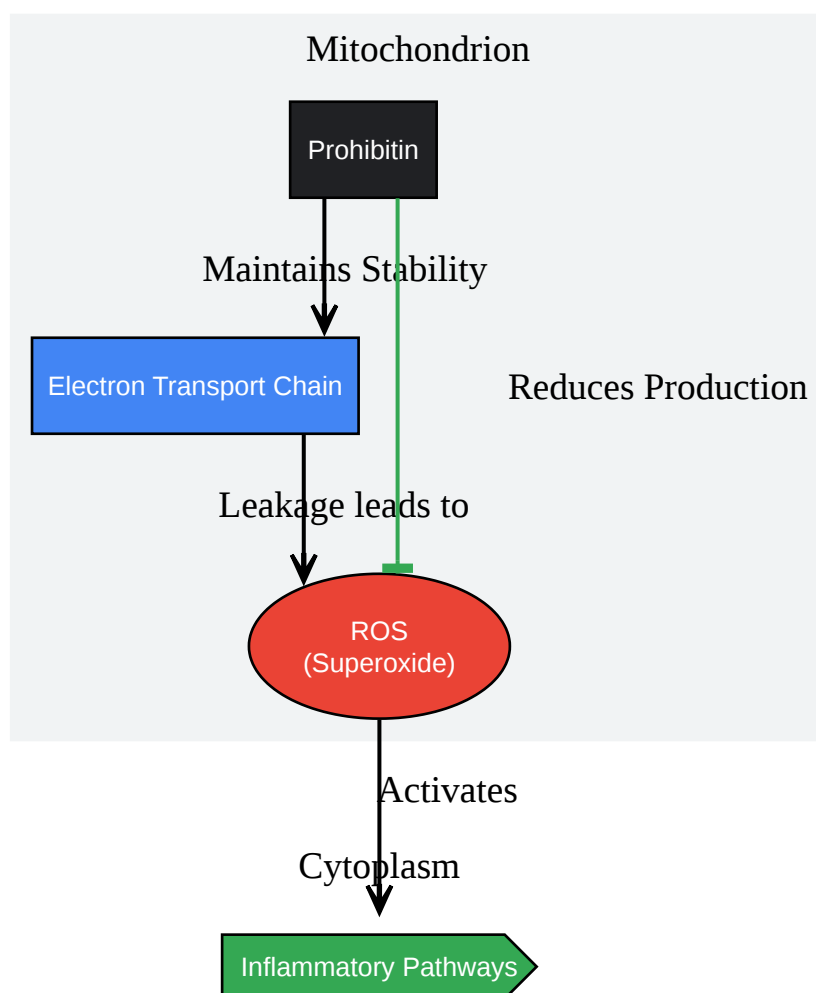 Mitochondrion
Prohibitin
Maintains Stability
Electron Transport Chain
Reduces Production
Leakage leads to
ROS
(Superoxide)
Activates
Cytoplasm
Inflammatory Pathways